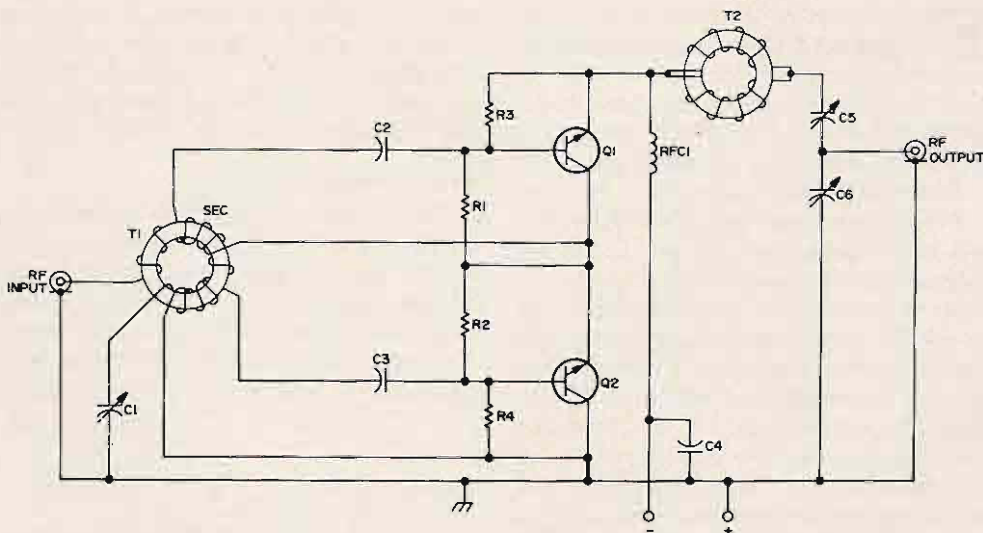 T2
C2
R3
C5
Q1
RFC1
RF
OUTPUT
C6
SEC
R1
T1
RF
INPUT
R2
C3
Q2
C1
R4
C4
-
+